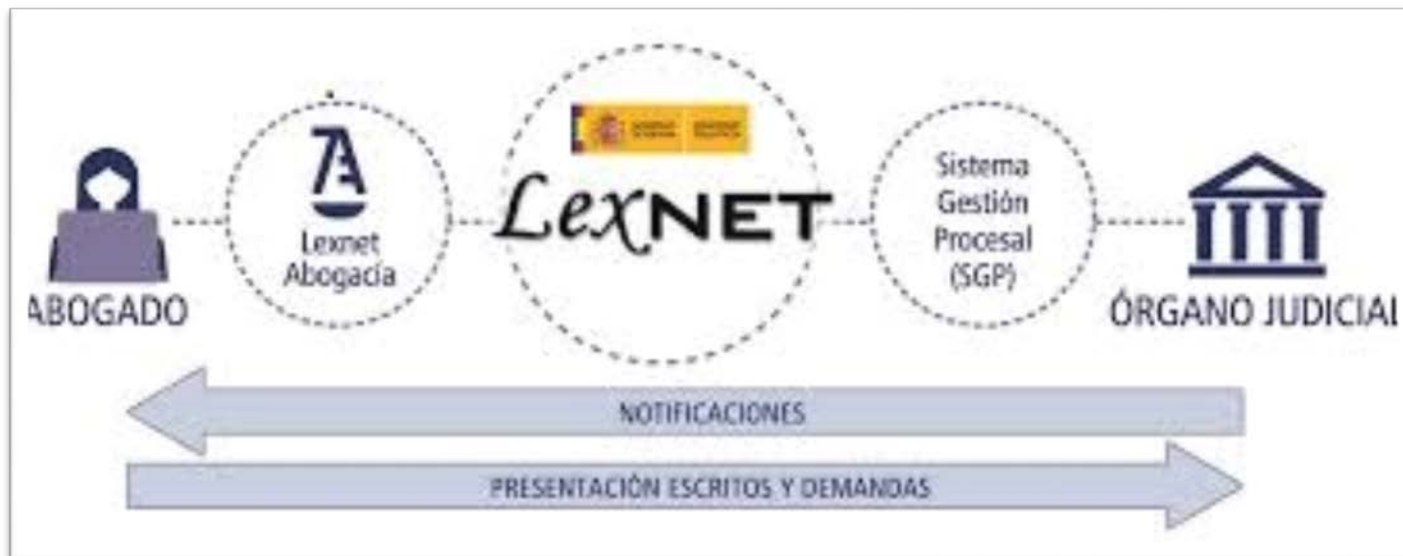 Lexnet
Abogacía
LexNET
Sistema
Gestión
Procesal
(SGP)
ABOGADO
ÓRGANO JUDICIAL
NOTIFICACIONES
PRESENTACIÓN ESCRITOS Y DEMANDAS